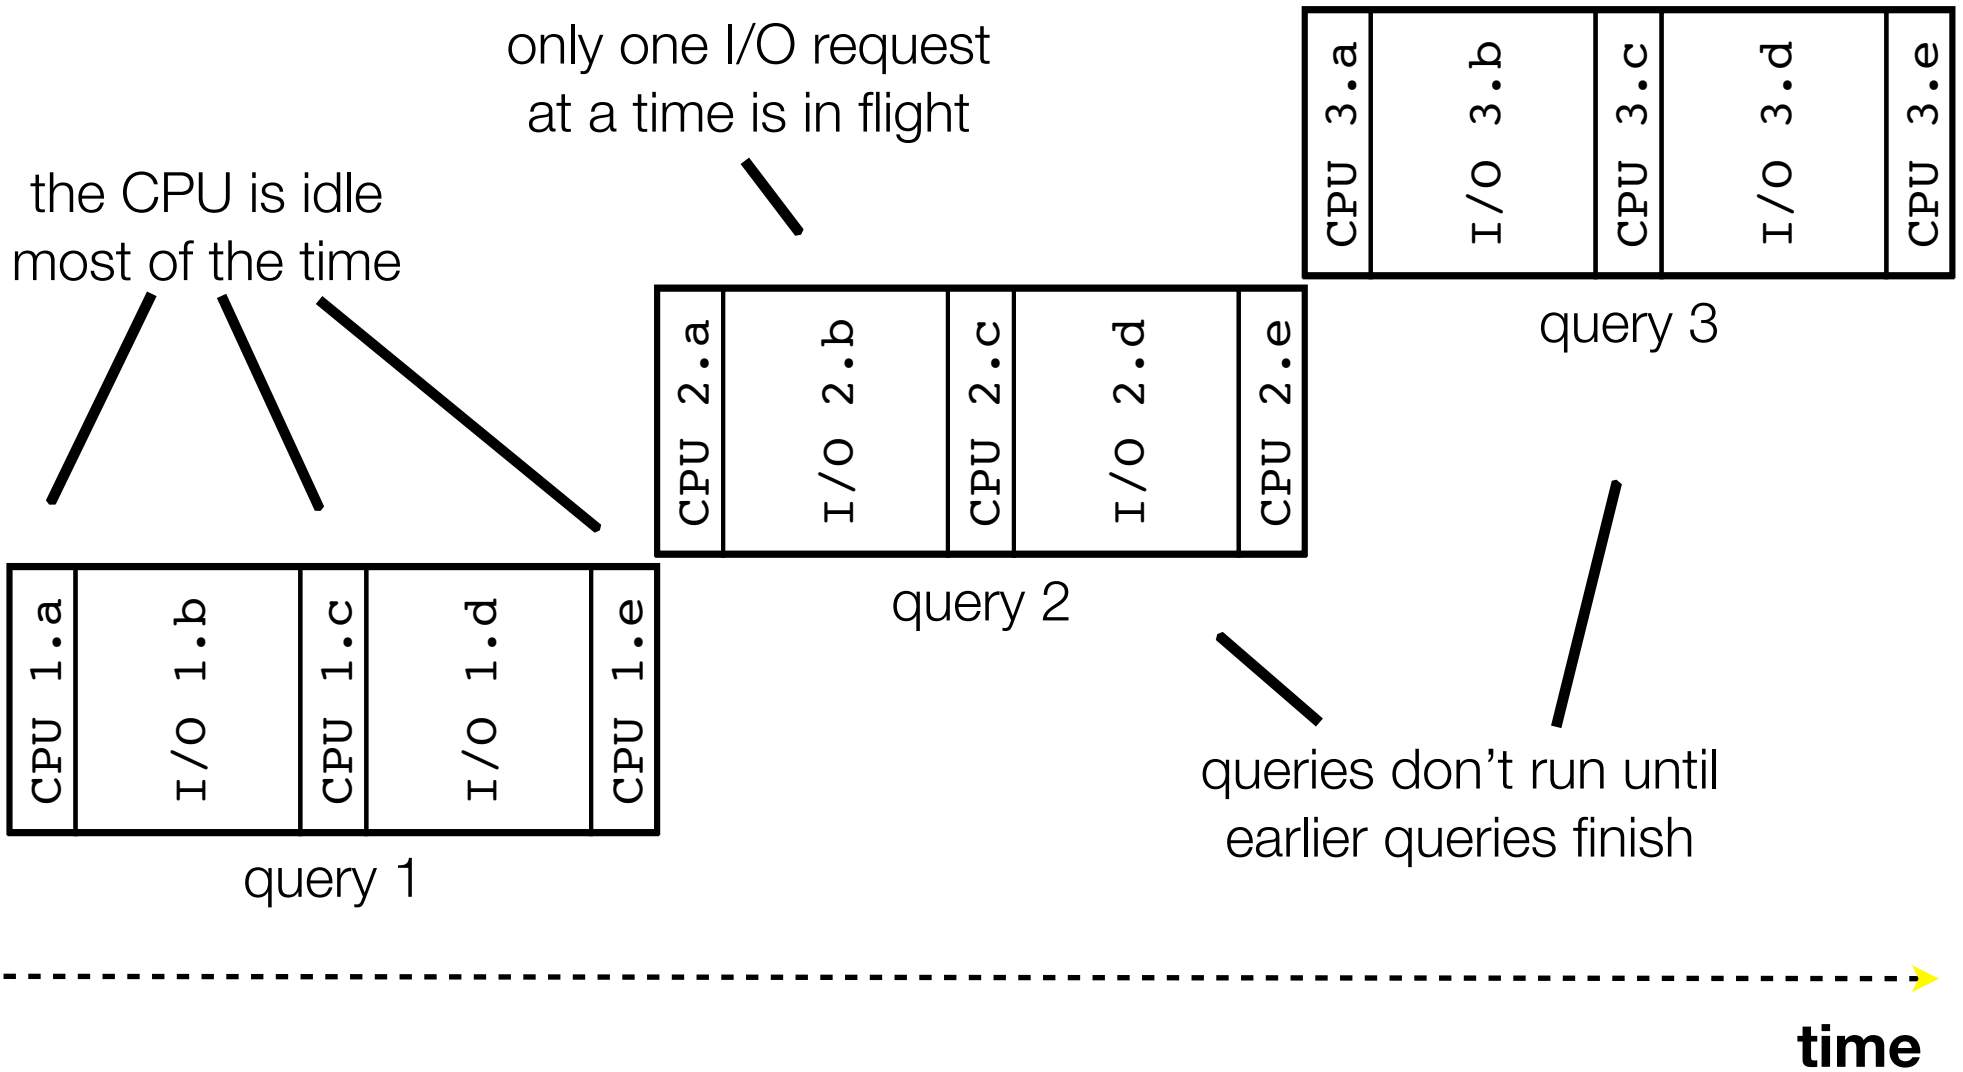 only one I/O request
at a time is in flight
the CPU is idle
most of the time
CPU 3.a
I/O 3.b
CPU 3.c
I/O 3.d
CPU 3.e
query 3
CPU 2.a
I/O 2.b
CPU 2.c
I/O 2.d
CPU 2.e
query 2
CPU 1.a
I/O 1.b
CPU 1.c
I/O 1.d
CPU 1.e
query 1
queries don't run until
earlier queries finish
time